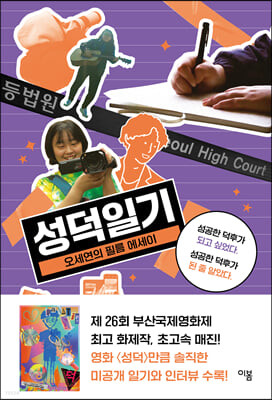 등법원
Seoul High Court
성덕일기
오세연의 필름 에세이
성공한 덕후가
되고 싶었다.
성공한 덕후가
된 줄 알았다.
제 26회 부산국제영화제
최고 화제작, 초고속 매진!!
영화 〈성덕〉만큼 솔직한
미공개 일기와 인터뷰 수록!
이봄